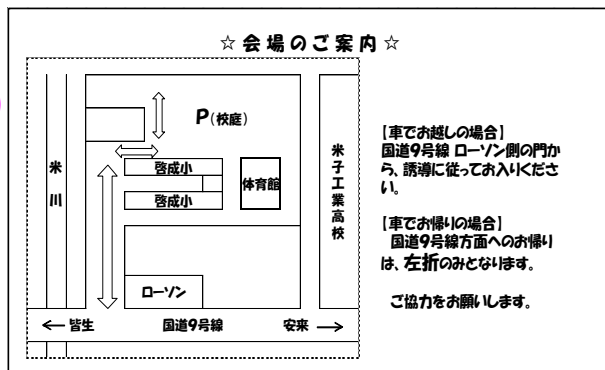 ☆会場のご案内☆
P(校庭)
米川
啓成小
啓成小
体育館
米子工業高校
ローソン
← 皆生 国道9号線 安来 →
【車でお越しの場合】
国道9号線 ローソン側の門か
ら、誘導に従ってお入りくださ
い。
【車でお帰りの場合】
国道9号線方面へのお帰り
は、左折のみとなります。
ご協力をお願いします。